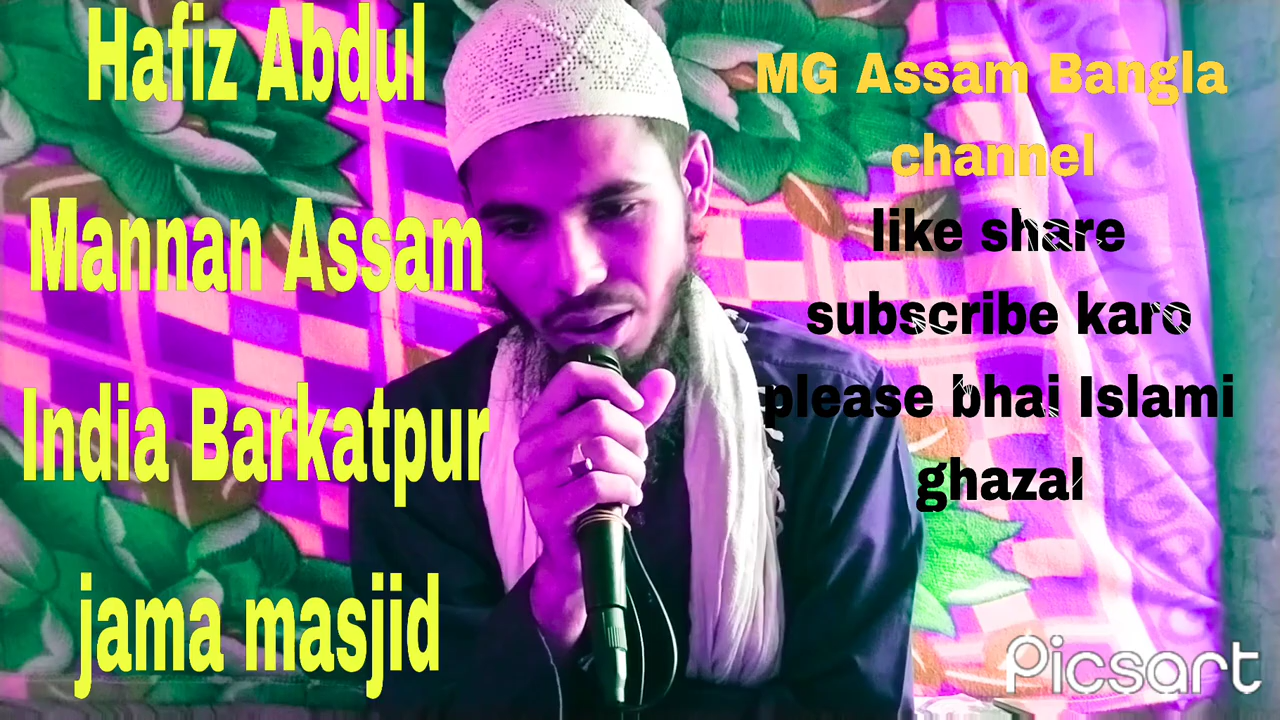 Hafiz Abdul
Mannan Assam
India Barkatpur
jama masjid
MG Assam Bangla
channel
like share
subscribe karo
please bhai Islami
ghazal
Picsart